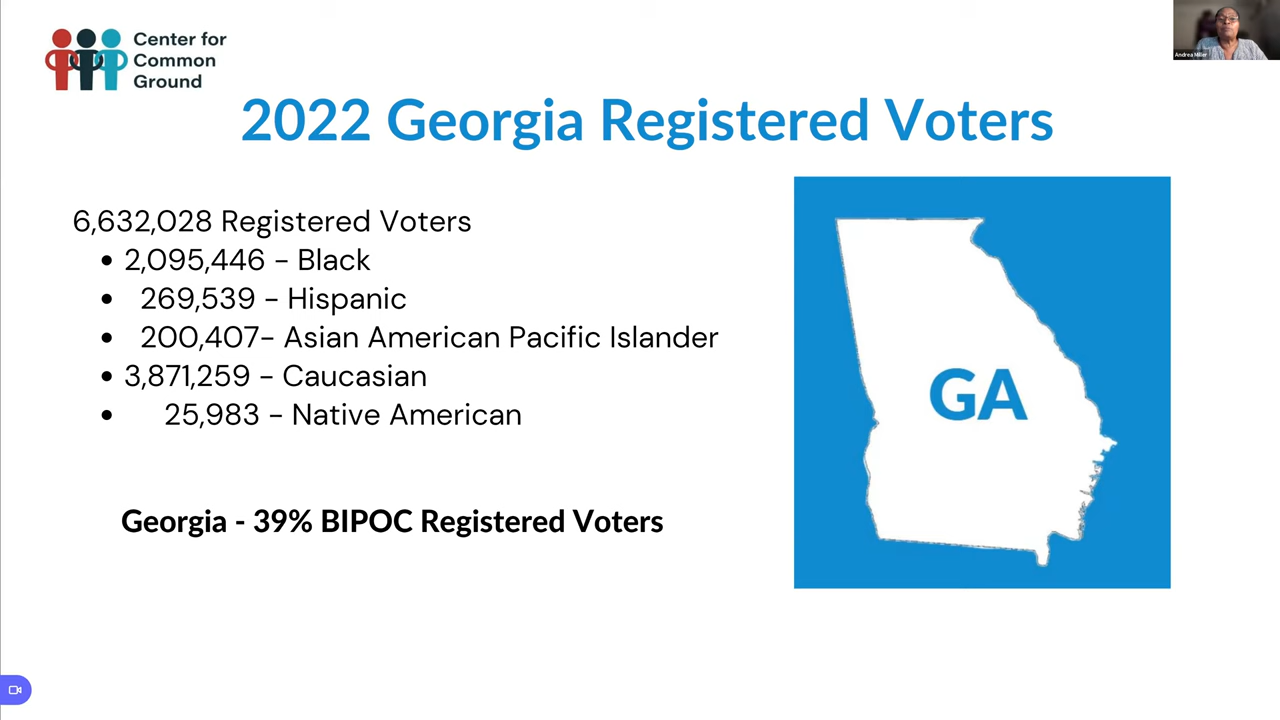 Center for
Common
Ground
Andrea Miller
2022 Georgia Registered Voters
6,632,028 Registered Voters
• 2,095,446 - Black
• 269,539 - Hispanic
• 200,407- Asian American Pacific Islander
• 3,871,259 - Caucasian
• 25,983 - Native American
GA
Georgia - 39% BIPOC Registered Voters